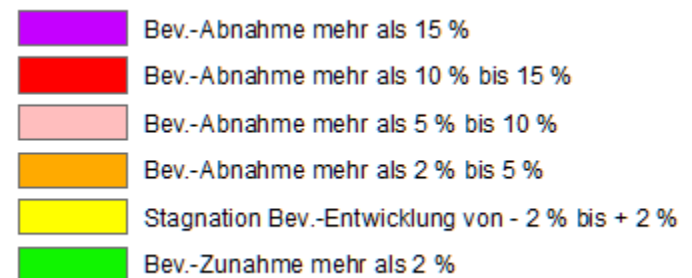 Bev.-Abnahme mehr als 15 %
Bev.-Abnahme mehr als 10 % bis 15 %
Bev.-Abnahme mehr als 5 % bis 10 %
Bev.-Abnahme mehr als 2 % bis 5 %
Stagnation Bev.-Entwicklung von - 2 % bis + 2 %
Bev.-Zunahme mehr als 2 %